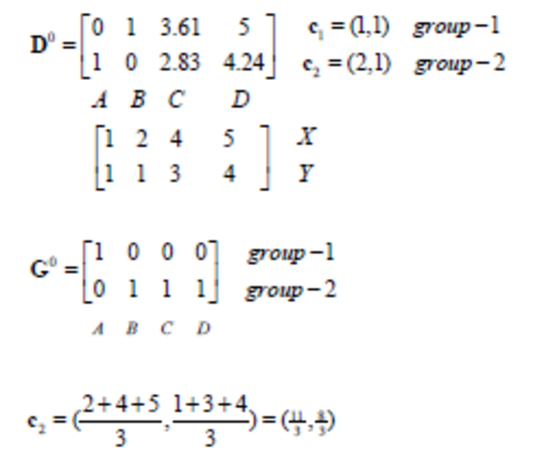 D⁰ = [0 1 3.61 5   c₁ = (1,1) group−1
1 0 2.83 4.24]   c₂ = (2,1) group−2
A B C D
[1 2 4 5   X
1 1 3 4]   Y
G⁰ = [1 0 0 0   group−1
0 1 1 1]   group−2
A B C D
c₂ = ((2+4+5)/3, (1+3+4)/3) = (11/3, 8/3)